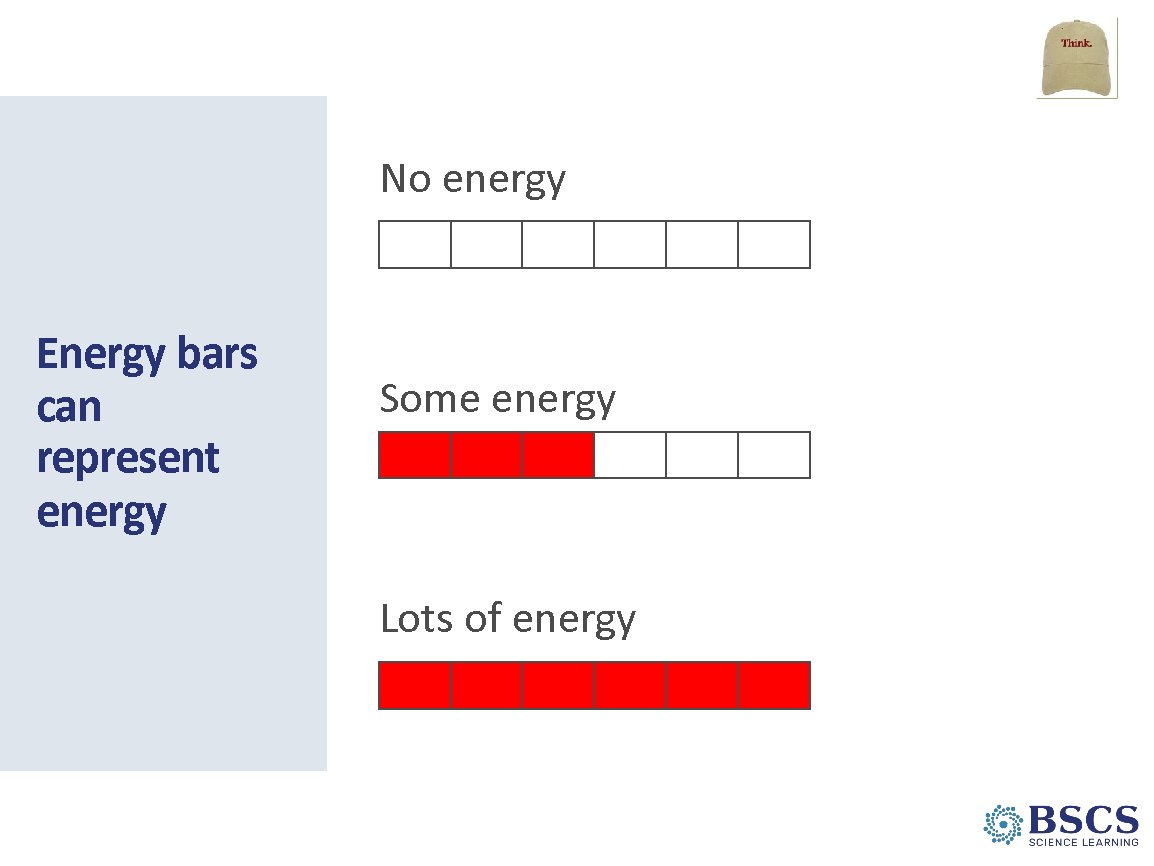 Think.
Energy bars
can
represent
energy
No energy
Some energy
Lots of energy
BSCS
SCIENCE LEARNING